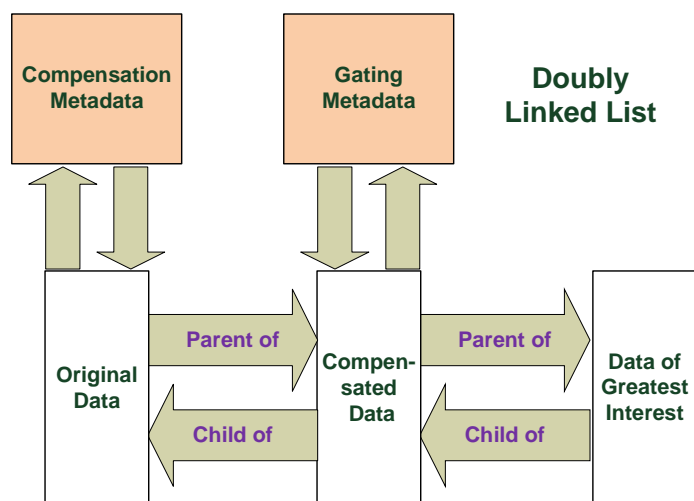 Compensation
Metadata
Gating
Metadata
Doubly
Linked List
Original
Data
Parent of
Child of
Compen-
sated
Data
Parent of
Child of
Data of
Greatest
Interest